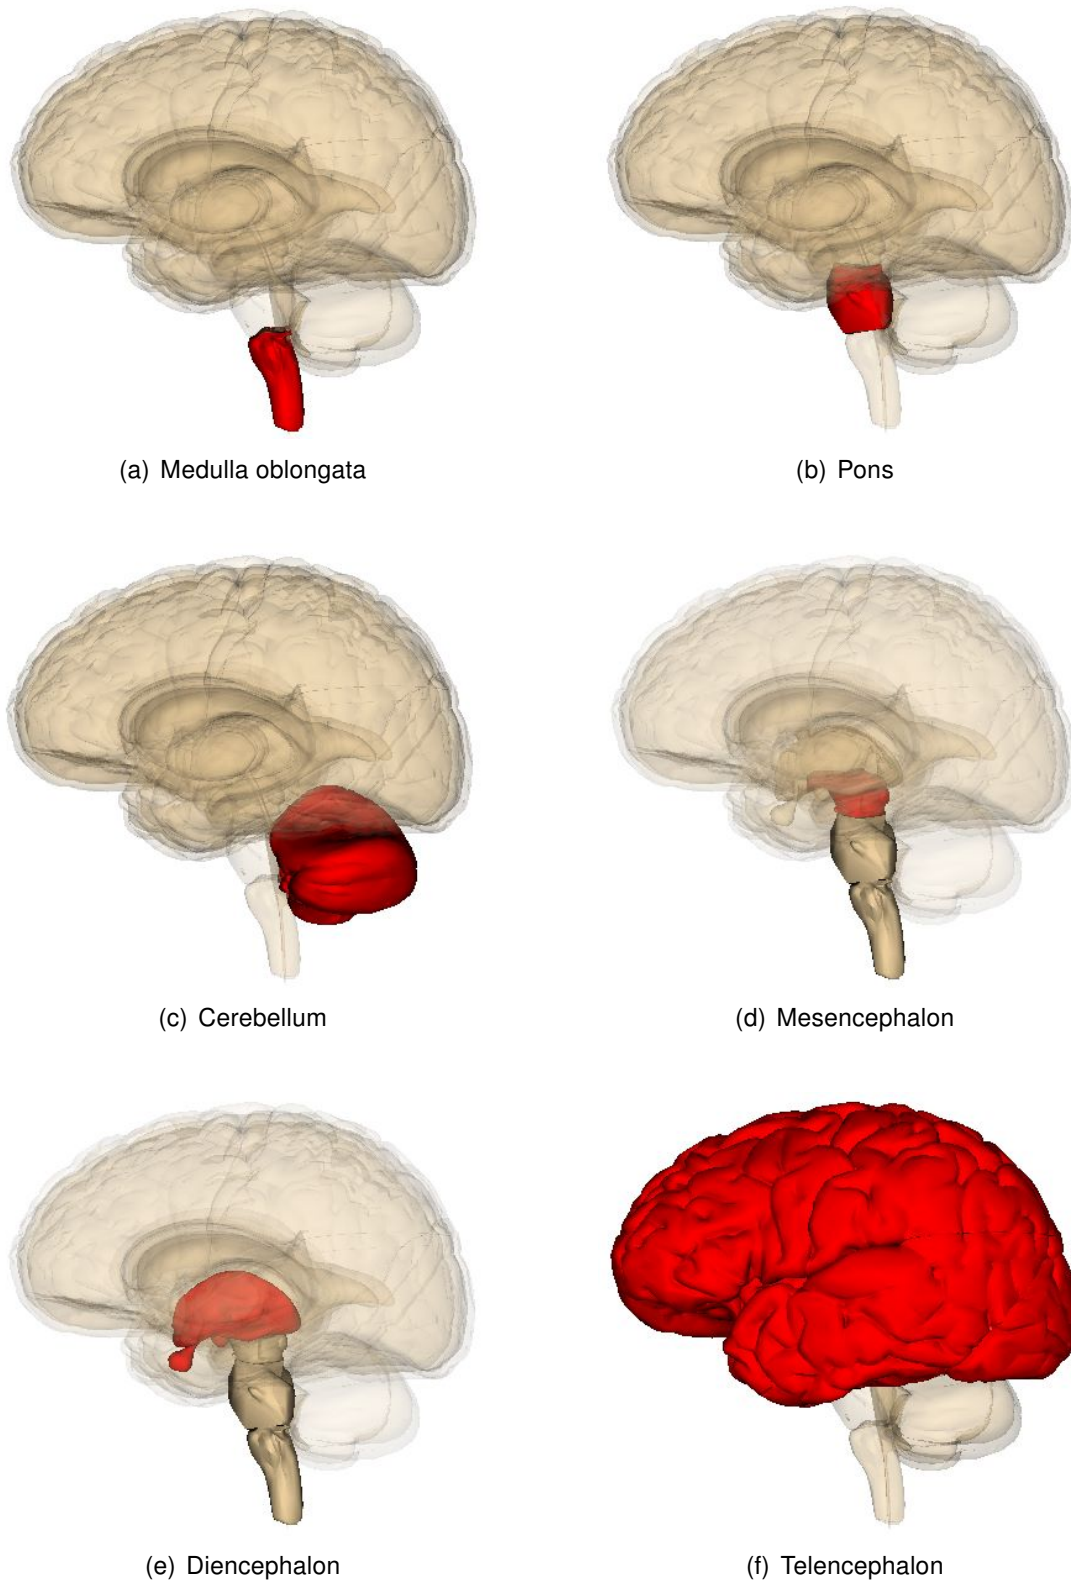 (a) Medulla oblongata
(b) Pons
(c) Cerebellum
(d) Mesencephalon
(e) Diencephalon
(f) Telencephalon